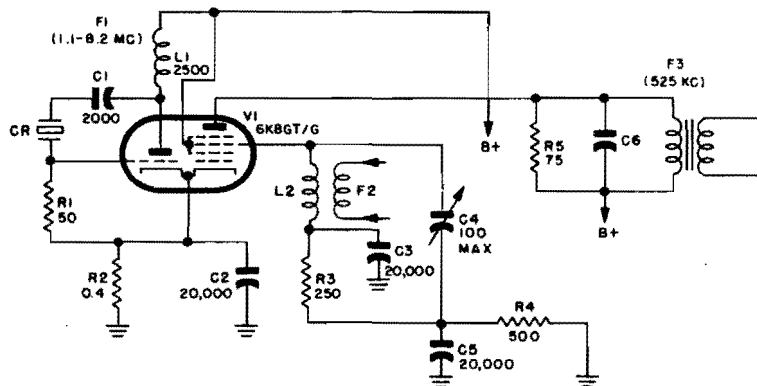 F1
(1.1-8.2 MC)
L1
2500
C1
2000
CR
V1
6K8GT/G
F3
(525 KC)
R5
75
C6
B+
B+
R1
50
L2
F2
C4
100
MAX
C3
20,000
R2
0.4
C2
20,000
R3
250
R4
500
C5
20,000